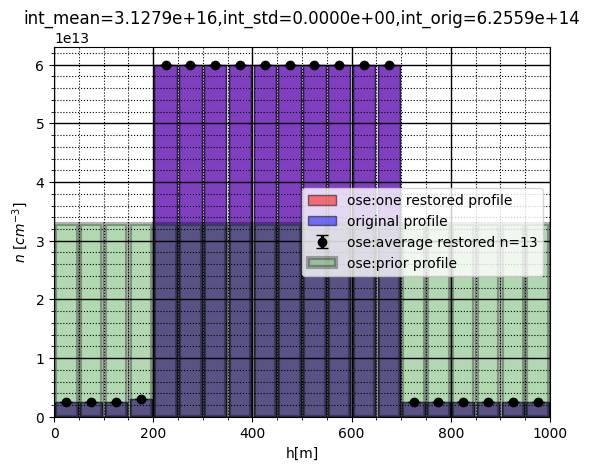 int_mean=3.1279e+16,int_std=0.0000e+00,int_orig=6.2559e+14
1e13
6
5
4
3
2
1
0
n [cm⁻³]
ose:one restored profile
original profile
ose:average restored n=13
ose:prior profile
0 200 400 600 800 1000
h[m]